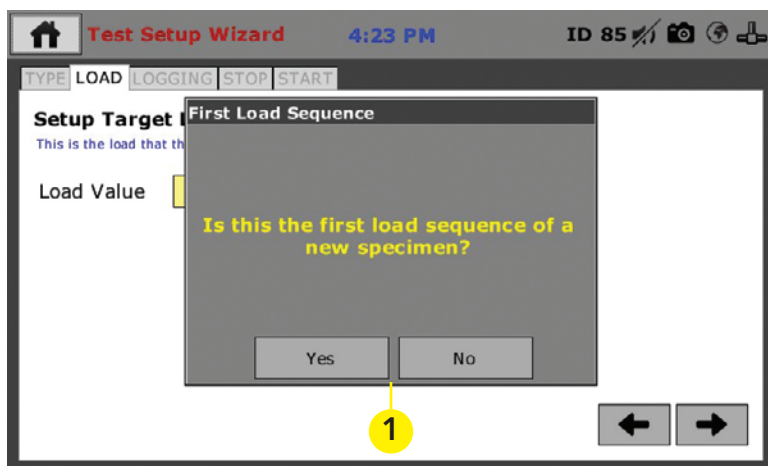 Test Setup Wizard 4:23 PM ID 85
TYPE LOAD LOGGING STOP START
Setup Target
First Load Sequence
This is the load that th
Load Value
Is this the first load sequence of a
new specimen?
Yes No
1